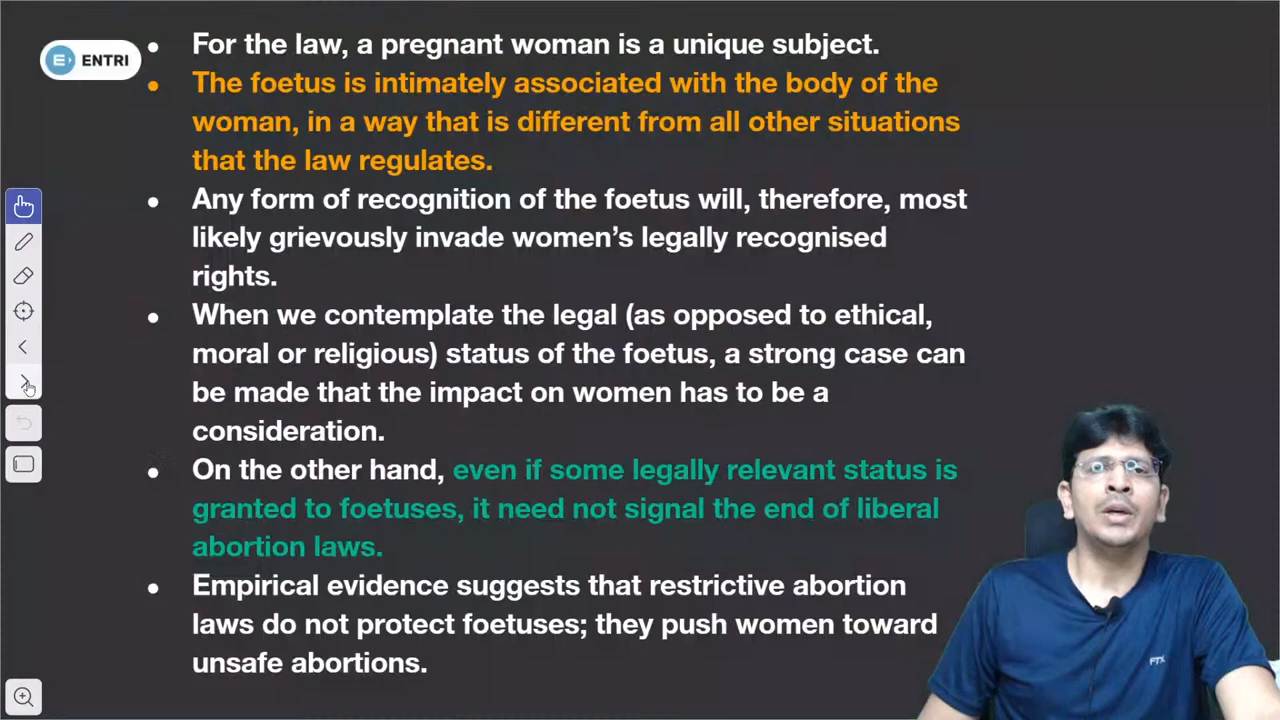 ENTRI
• For the law, a pregnant woman is a unique subject.
• The foetus is intimately associated with the body of the
woman, in a way that is different from all other situations
that the law regulates.
• Any form of recognition of the foetus will, therefore, most
likely grievously invade women’s legally recognised
rights.
• When we contemplate the legal (as opposed to ethical,
moral or religious) status of the foetus, a strong case can
be made that the impact on women has to be a
consideration.
• On the other hand, even if some legally relevant status is
granted to foetuses, it need not signal the end of liberal
abortion laws.
• Empirical evidence suggests that restrictive abortion
laws do not protect foetuses; they push women toward
unsafe abortions.
FTX